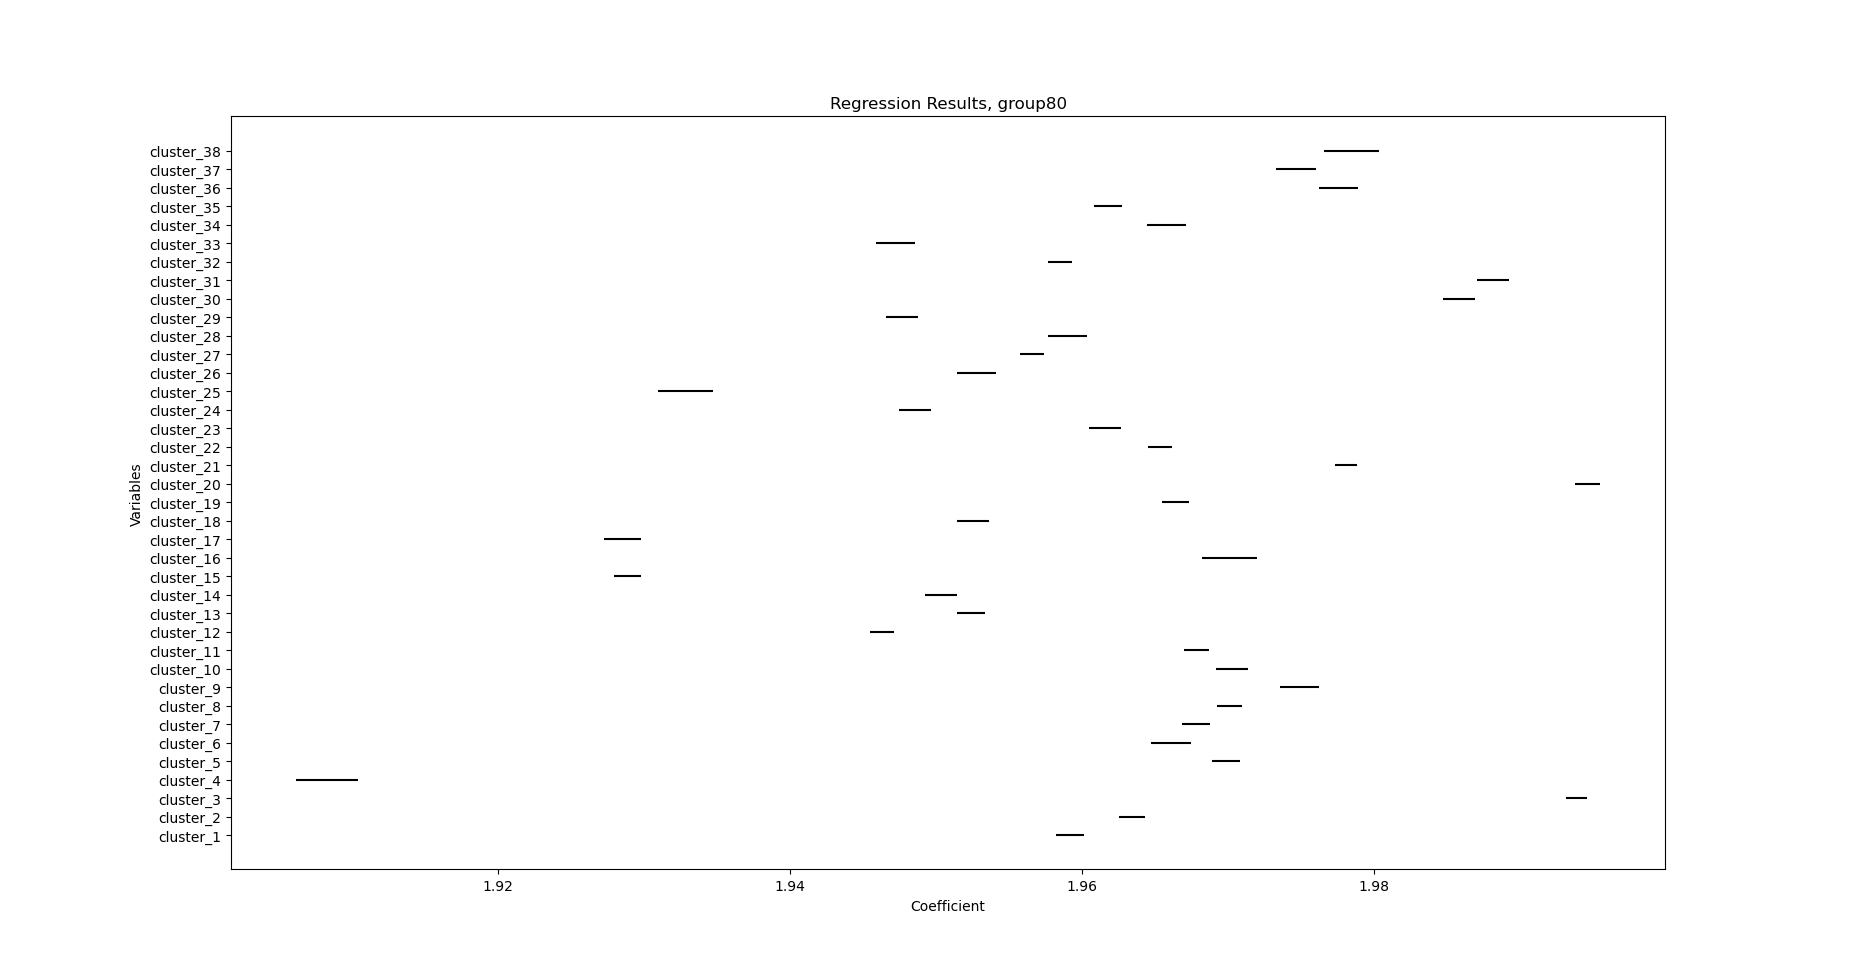 Regression Results, group80
cluster_38
cluster_37
cluster_36
cluster_35
cluster_34
cluster_33
cluster_32
cluster_31
cluster_30
cluster_29
cluster_28
cluster_27
cluster_26
cluster_25
cluster_24
cluster_23
cluster_22
cluster_21
cluster_20
cluster_19
cluster_18
cluster_17
cluster_16
cluster_15
cluster_14
cluster_13
cluster_12
cluster_11
cluster_10
cluster_9
cluster_8
cluster_7
cluster_6
cluster_5
cluster_4
cluster_3
cluster_2
cluster_1
Variables
1.92 1.94 1.96 1.98
Coefficient